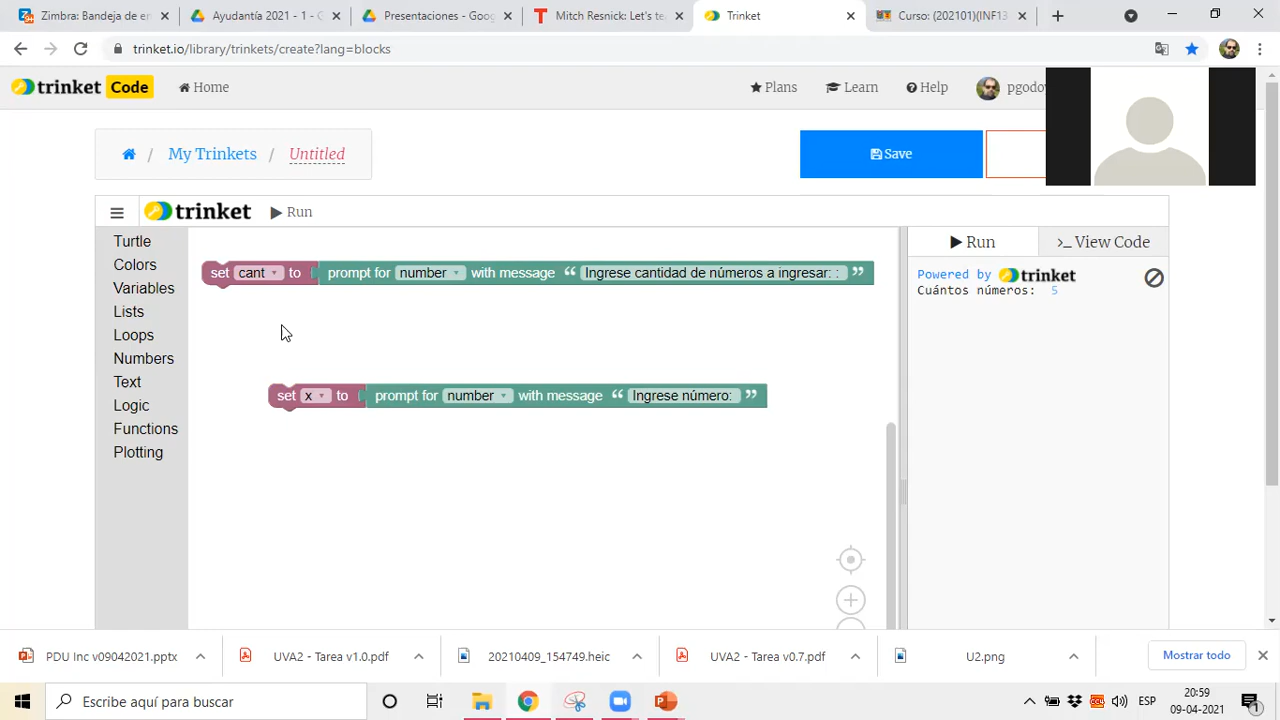 Zimbra: Bandeja de en
Ayudantía 2021 - 1 - G
Presentaciones - Goog
Mitch Resnick: Let's te
Trinket
Curso: (202101)(INF13
trinket.io/library/trinkets/create?lang=blocks
trinket Code Home
Plans Learn Help pgodo
My Trinkets / Untitled
Save
trinket Run
Run View Code
Turtle
Colors
Variables
Lists
Loops
Numbers
Text
Logic
Functions
Plotting
set cant to prompt for number with message “ Ingrese cantidad de números a ingresar: : ”
set x to prompt for number with message “ Ingrese número: ”
Powered by trinket
Cuántos números: 5
PDU Inc v09042021.pptx
UVA2 - Tarea v1.0.pdf
20210409_154749.heic
UVA2 - Tarea v0.7.pdf
U2.png
Mostrar todo
Escribe aquí para buscar
ESP
20:59
09-04-2021
1